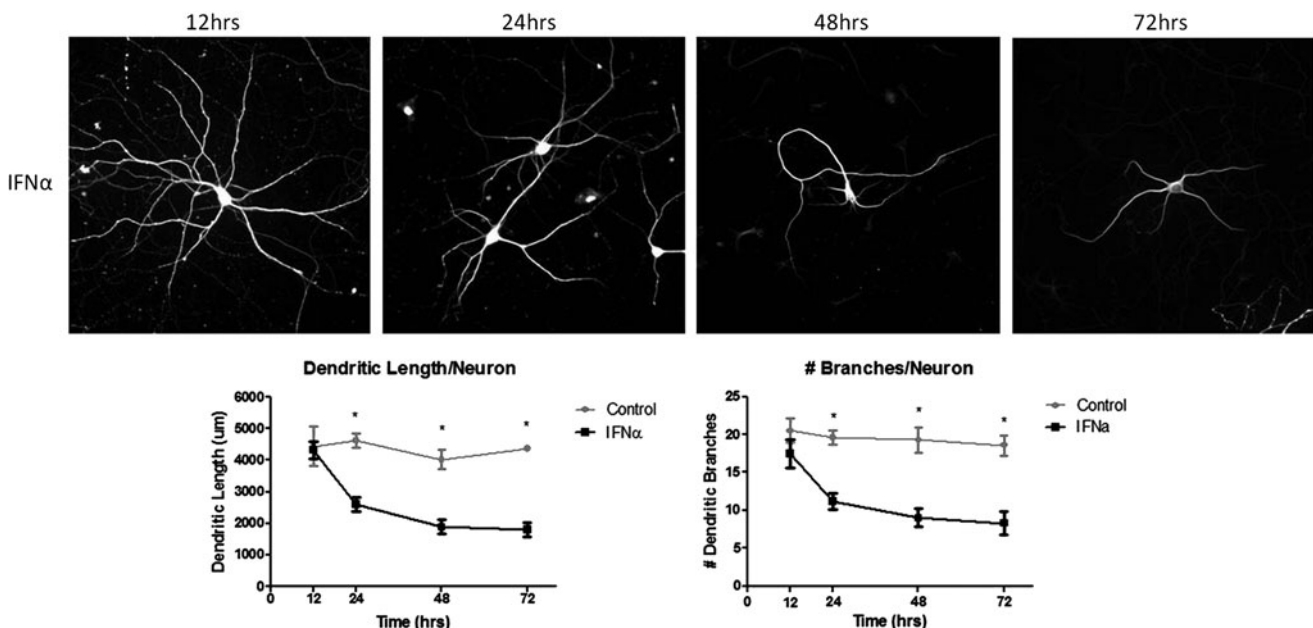 12hrs 24hrs 48hrs 72hrs
IFNα
Dendritic Length/Neuron
Dendritic Length (um)
6000
5000
4000
3000
2000
1000
0
* * *
Control
IFNα
0 12 24 48 72
Time (hrs)
# Branches/Neuron
# Dendritic Branches
25
20
15
10
5
0
* * *
Control
IFNa
0 12 24 48 72
Time (hrs)